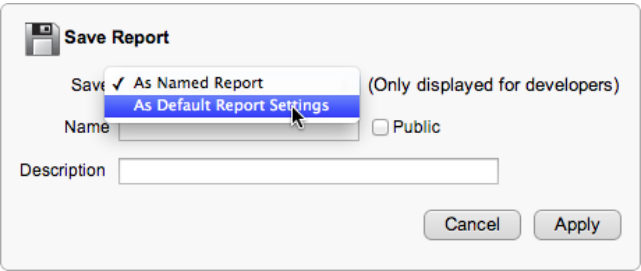 Save Report
Save ✓ As Named Report (Only displayed for developers)
As Default Report Settings
Name Public
Description
Cancel Apply